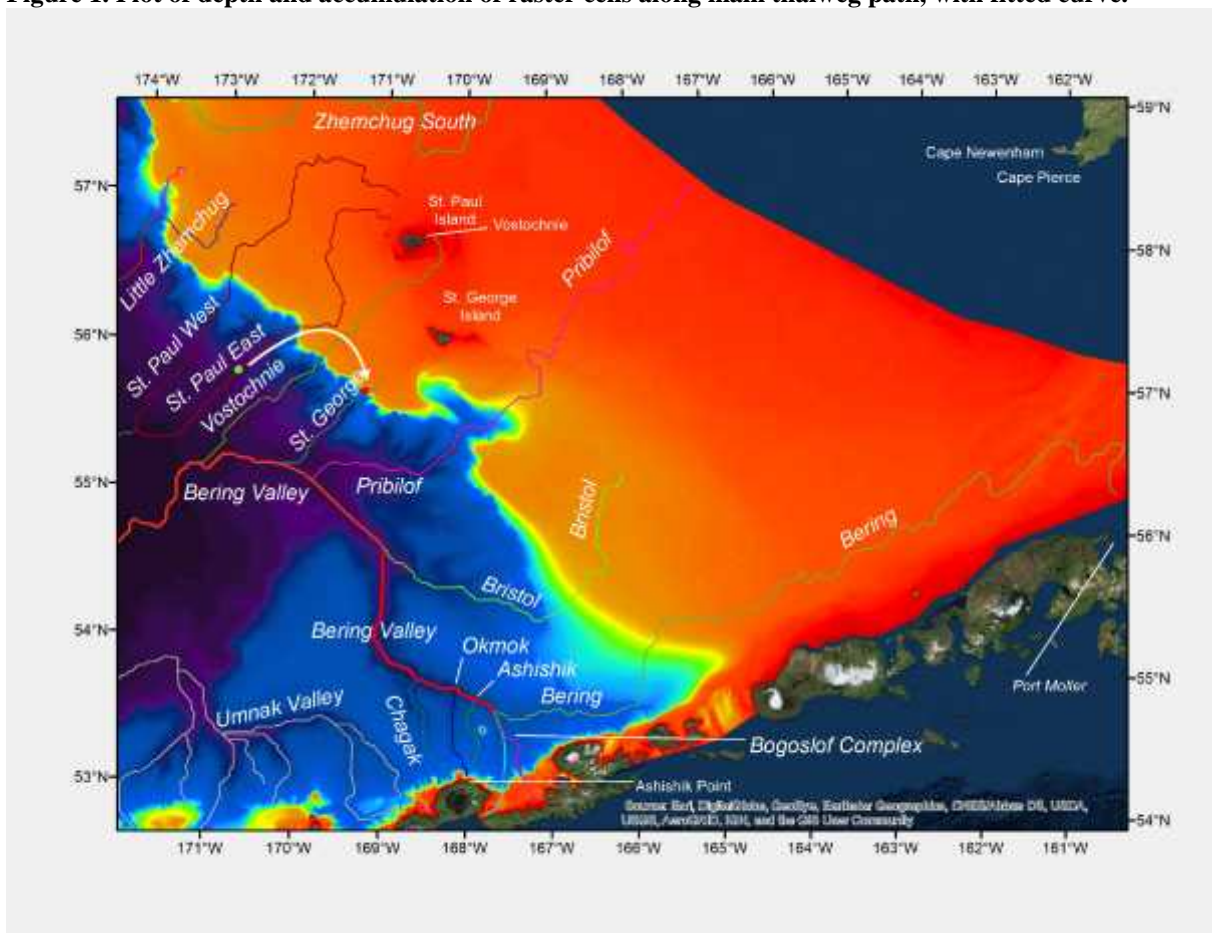 Figure 1. Plot of depth and accumulation of raster cells along main thalweg path, with fitted curve.
174°W 173°W 172°W 171°W 170°W 169°W 168°W 167°W 166°W 165°W 164°W 163°W 162°W
59°N
Zhemchug South
Cape Newenham
Cape Pierce
57°N
St. Paul
Island
Vostochnie
Little Zhemchug
Pribilof
58°N
St. George
Island
56°N
St. Paul West
St. Paul East
Vostochnie
St. George
57°N
55°N
Bering Valley
Pribilof
Bristol
Bering
56°N
Bristol
54°N
Bering Valley
Okmok
Ashishik
Bering
55°N
Port Moller
Umnak Valley
Chagak
Bogoslof Complex
53°N
Ashishik Point
Source: Esri, DigitalGlobe, GeoEye, Earthstar Geographics, CNES/Airbus DS, USDA,
USGS, AeroGRID, IGN, and the GIS User Community
54°N
171°W 170°W 169°W 168°W 167°W 166°W 165°W 164°W 163°W 162°W 161°W